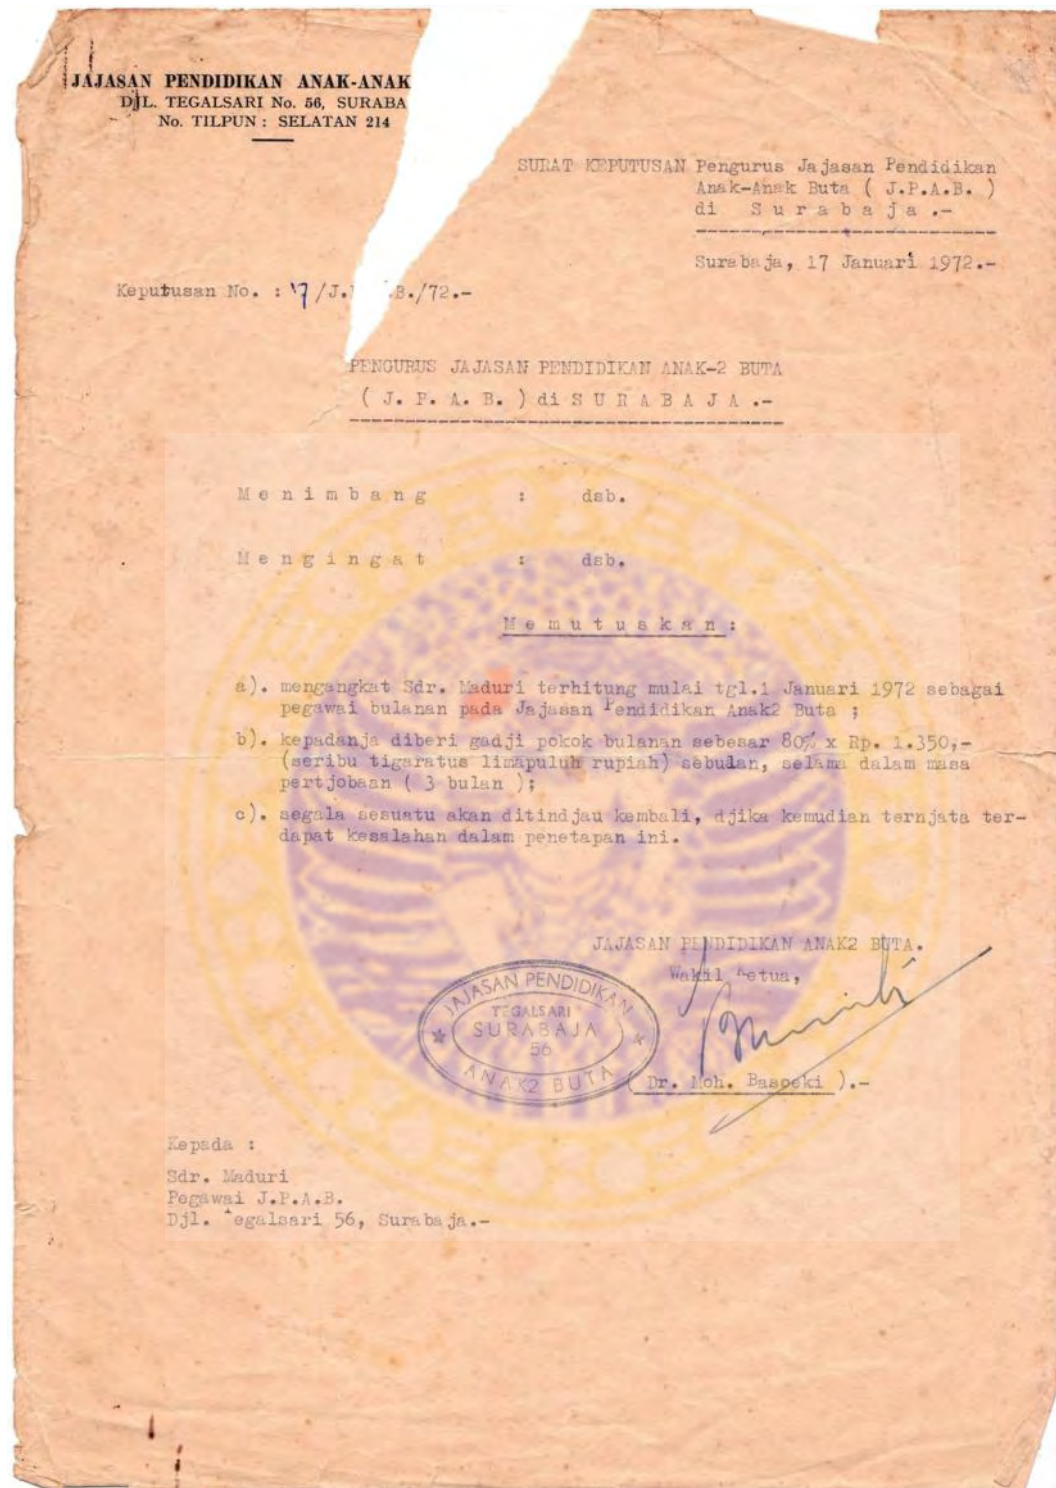 JAJASAN PENDIDIKAN ANAK-ANAK
DJL. TEGALSARI No. 56, SURABA
No. TILPUN : SELATAN 214
SURAT KEPUTUSAN Pengurus Jajasan Pendidikan
Anak-Anak Buta ( J.P.A.B. )
di S u r a b a j a .-
Surabaja, 17 Januari 1972.-
Keputusan No. : 17/J. .B./72.-
PENGURUS JAJASAN PENDIDIKAN ANAK-2 BUTA
( J. P. A. B. ) di S U R A B A J A .-
M e n i m b a n g : dsb.
M e n g i n g a t : dsb.
M e m u t u s k a n :
a). mengangkat Sdr. Maduri terhitung mulai tgl.1 Januari 1972 sebagai
pegawai bulanan pada Jajasan Pendidikan Anak2 Buta ;
b). kepadanja diberi gadji pokok bulanan sebesar 80% x Rp. 1.350,-
(seribu tigaratus limapuluh rupiah) sebulan, selama dalam masa
pertjobaan ( 3 bulan );
c). segala sesuatu akan ditindjau kembali, djika kemudian ternjata ter-
dapat kesalahan dalam penetapan ini.
JAJASAN PENDIDIKAN ANAK2 BUTA.
Wakil Ketua,
JAJASAN PENDIDIKAN
TEGALSARI
SURABAJA
56
ANAK2 BUTA
( Dr. Moh. Basoeki ).-
Kepada :
Sdr. Maduri
Pegawai J.P.A.B.
Djl. Tegalsari 56, Surabaja.-